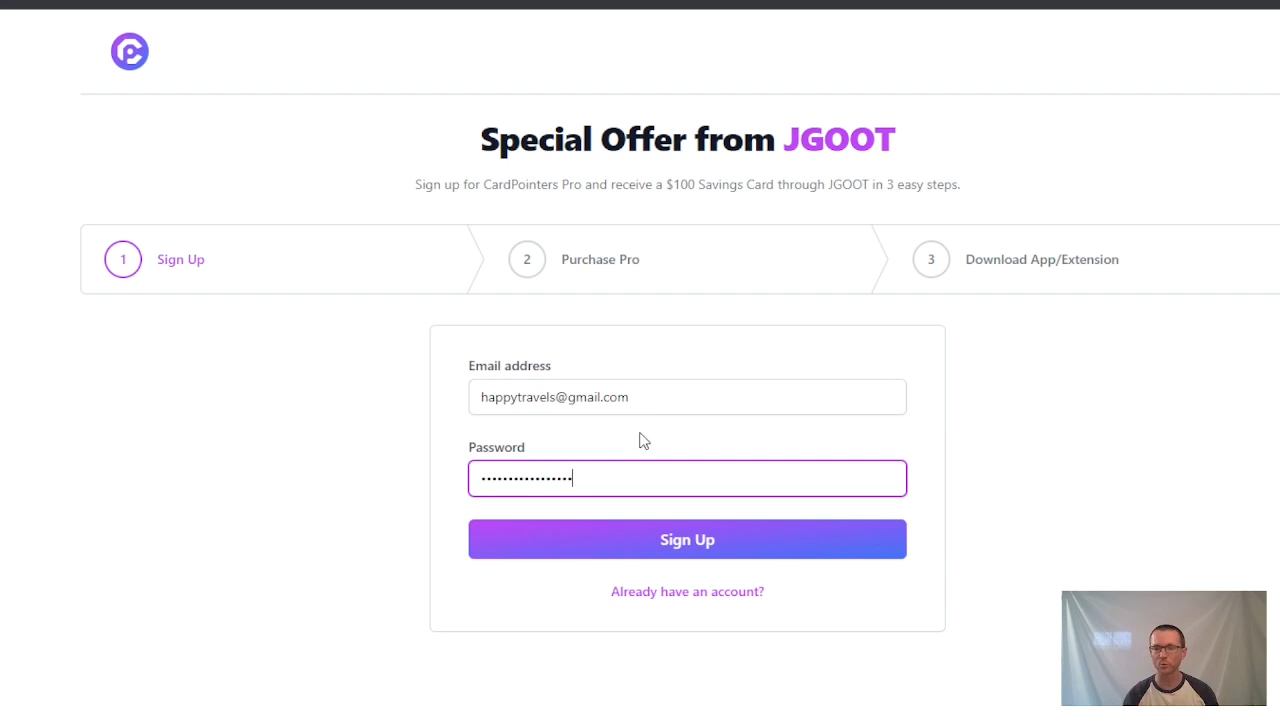 Special Offer from JGOOT
Sign up for CardPointers Pro and receive a $100 Savings Card through JGOOT in 3 easy steps.
1 Sign Up
2 Purchase Pro
3 Download App/Extension
Email address
happytravels@gmail.com
Password
•••••••••••••••••
Sign Up
Already have an account?